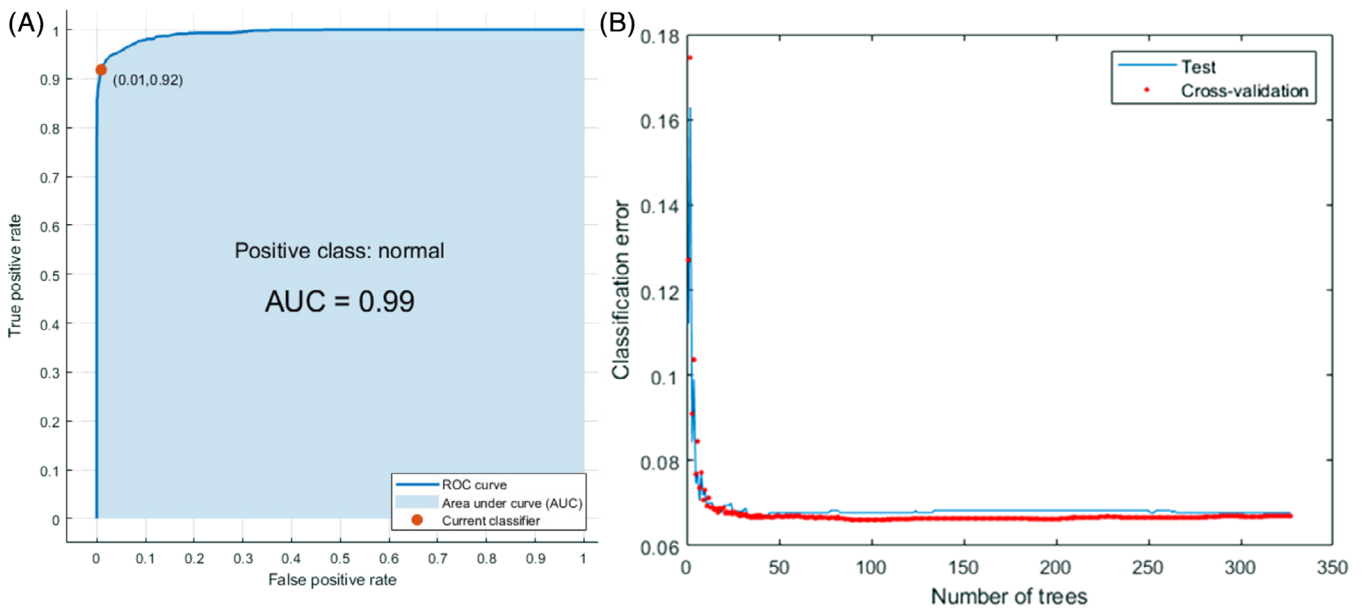 (A)
True positive rate
1
0.9
0.8
0.7
0.6
0.5
0.4
0.3
0.2
0.1
0
(0.01,0.92)
Positive class: normal
AUC = 0.99
ROC curve
Area under curve (AUC)
Current classifier
0 0.1 0.2 0.3 0.4 0.5 0.6 0.7 0.8 0.9 1
False positive rate
(B)
Classification error
0.18
0.16
0.14
0.12
0.1
0.08
0.06
Test
Cross-validation
0 50 100 150 200 250 300 350
Number of trees